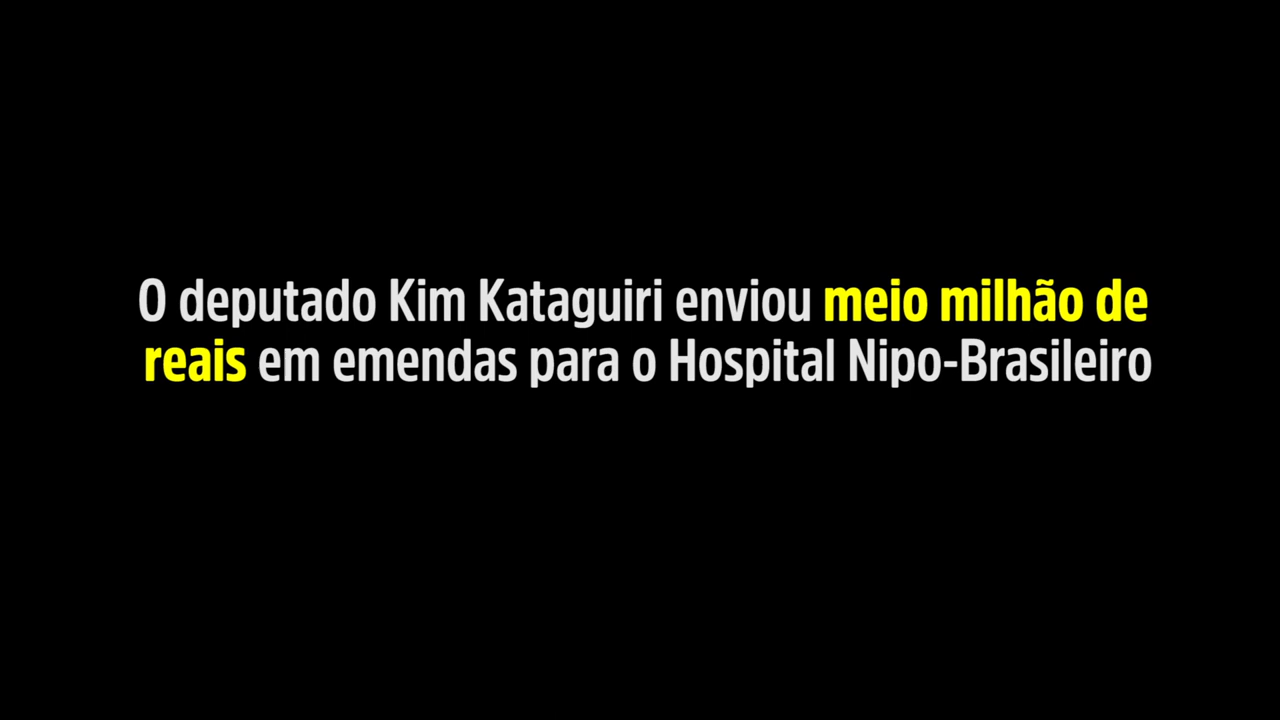 O deputado Kim Kataguiri enviou meio milhão de
reais em emendas para o Hospital Nipo-Brasileiro